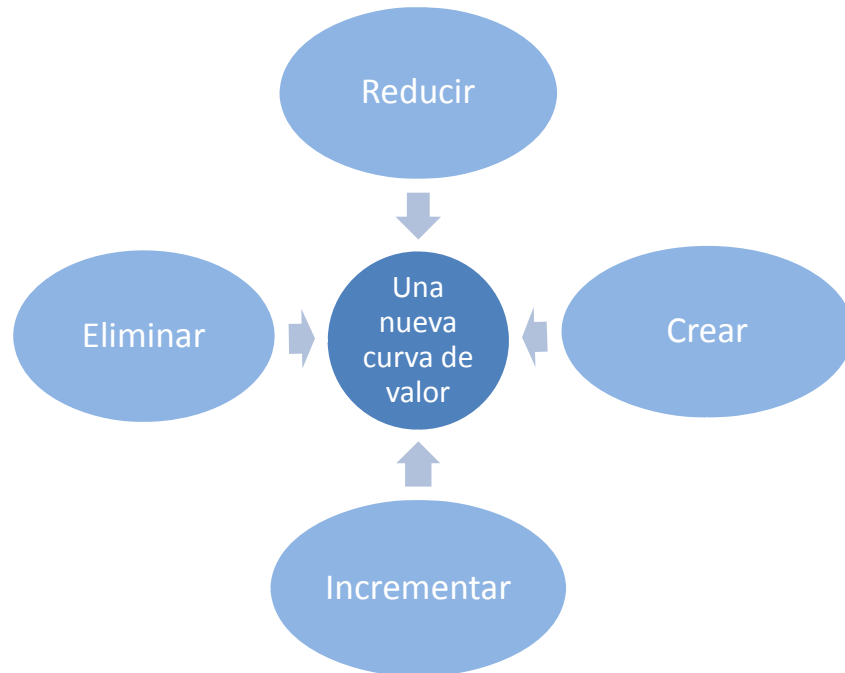 Reducir
Eliminar
Una
nueva
curva de
valor
Crear
Incrementar